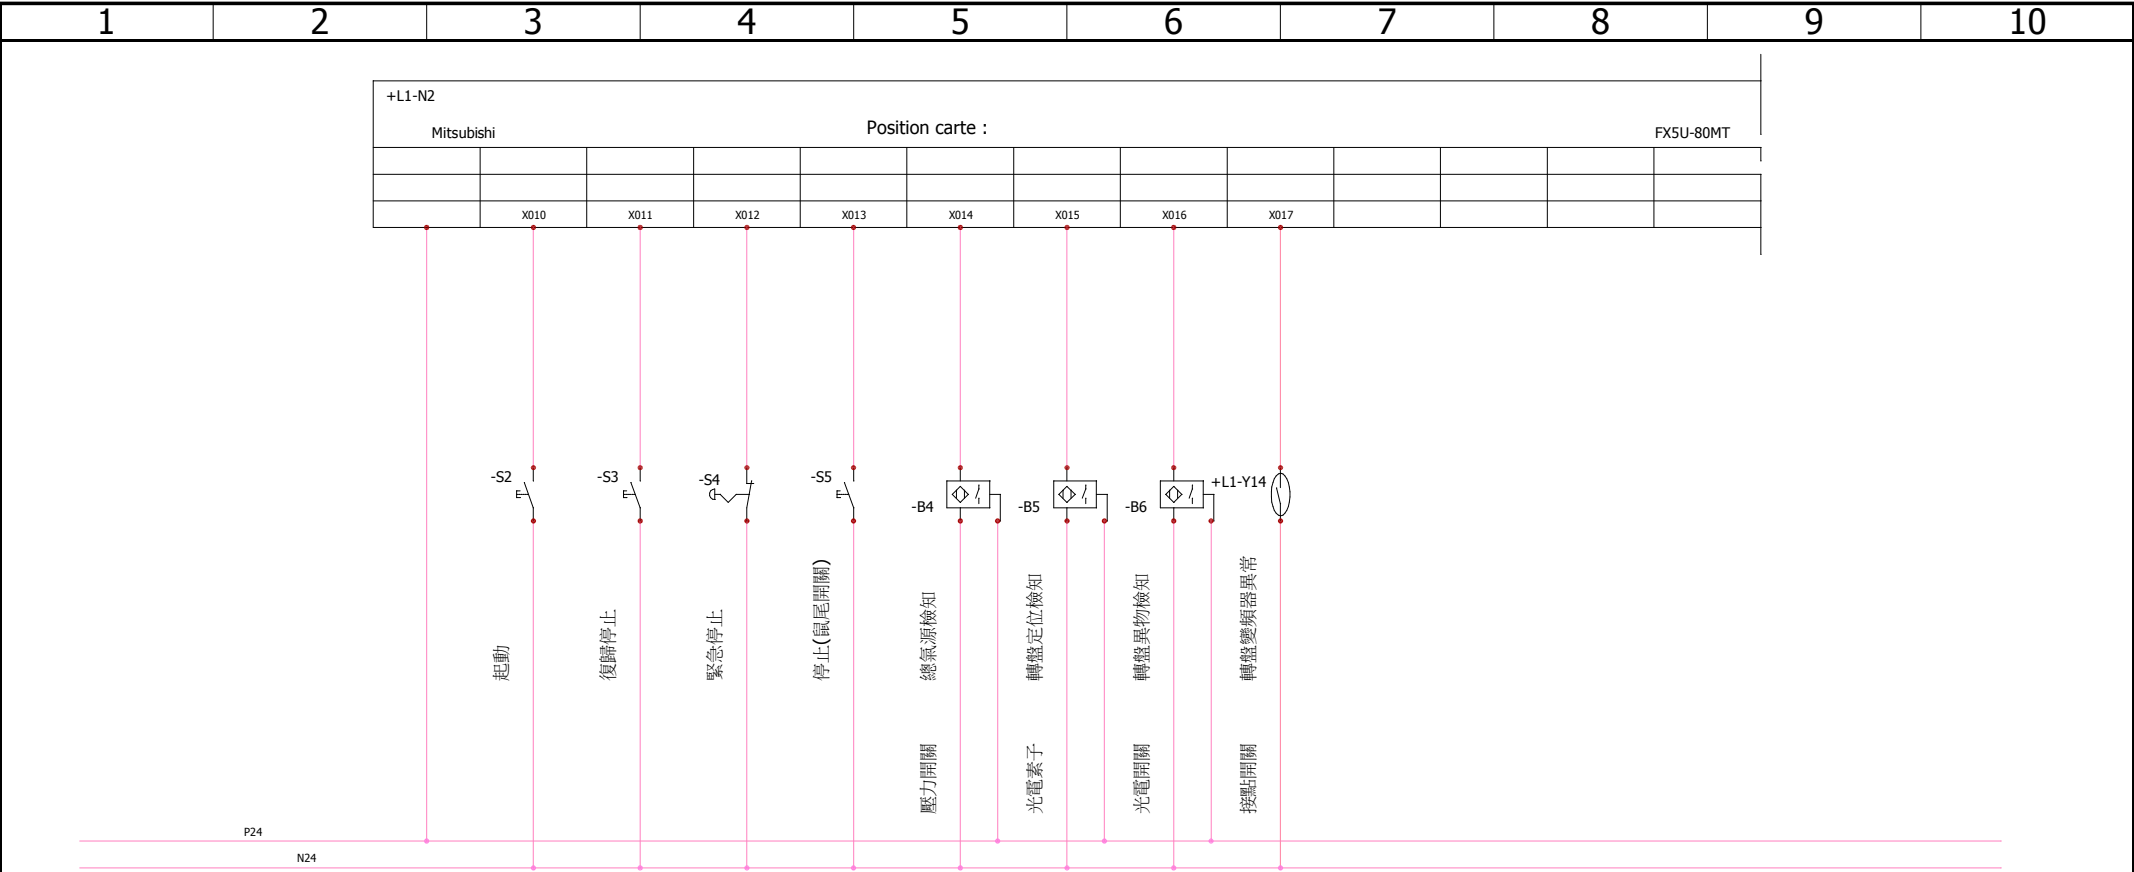 1 2 3 4 5 6 7 8 9 10
+L1-N2
Mitsubishi Position carte : FX5U-80MT
X010 X011 X012 X013 X014 X015 X016 X017
-S2 -S3 -S4 -S5 -B4 -B5 -B6 +L1-Y14
起動
復歸停止
緊急停止
停止(鼠尾開關)
總氣源檢知
壓力開關
轉盤定位檢知
光電素子
轉盤異物檢知
光電開關
轉盤變頻器異常
接點開關
P24
N24